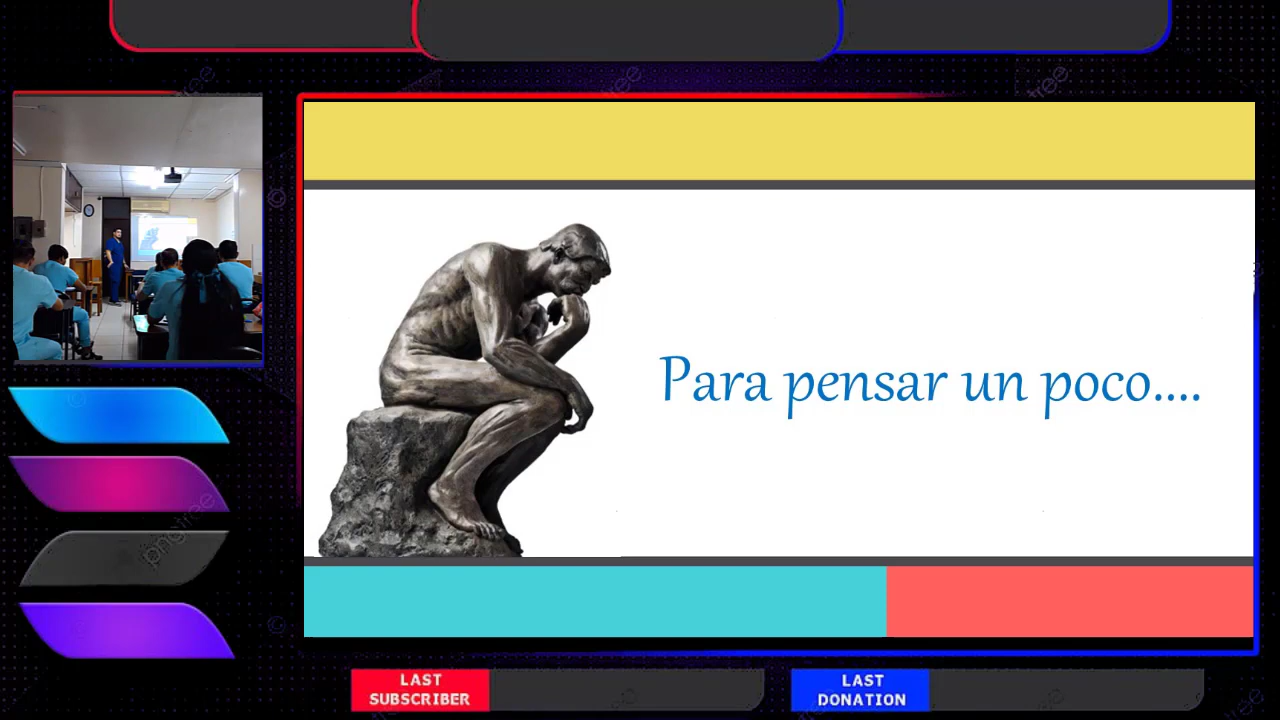 Para pensar un poco....
LAST
SUBSCRIBER
LAST
DONATION